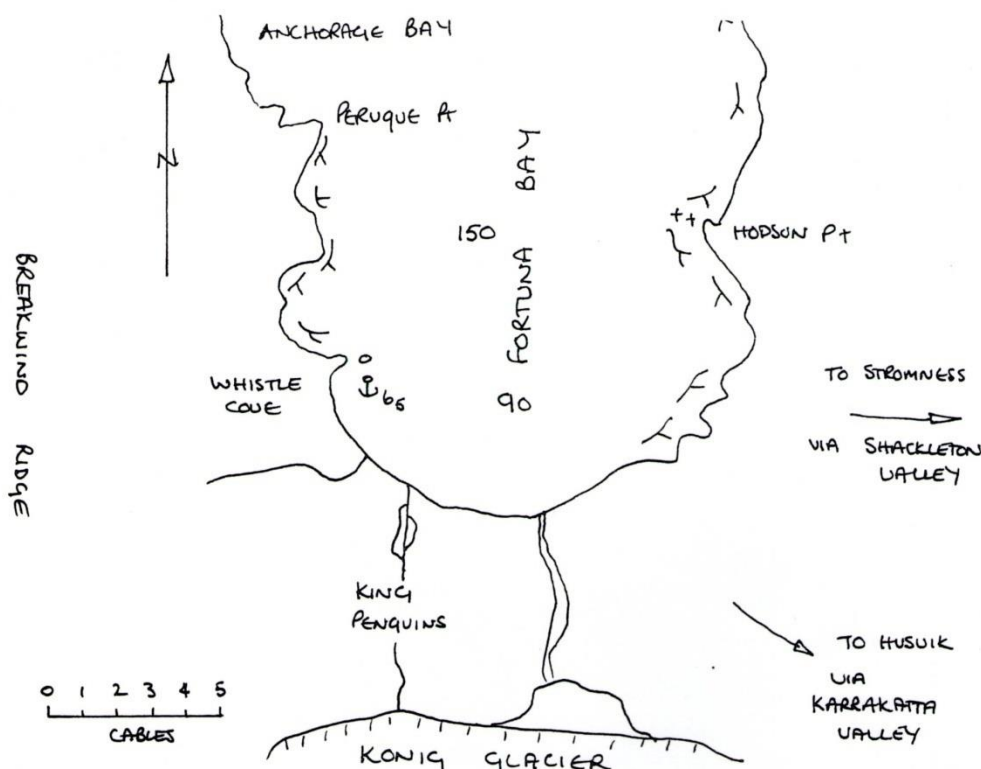 ANCHORAGE BAY
PERUQUE Pt
N
FORTUNA BAY
150
++
HODSON Pt
BREAKWIND RIDGE
WHISTLE
COVE
66
90
TO STROMNESS
VIA SHACKLETON
VALLEY
KING
PENGUINS
TO HUSVIK
VIA
KARRAKATTA
VALLEY
0 1 2 3 4 5
CABLES
KONIG GLACIER